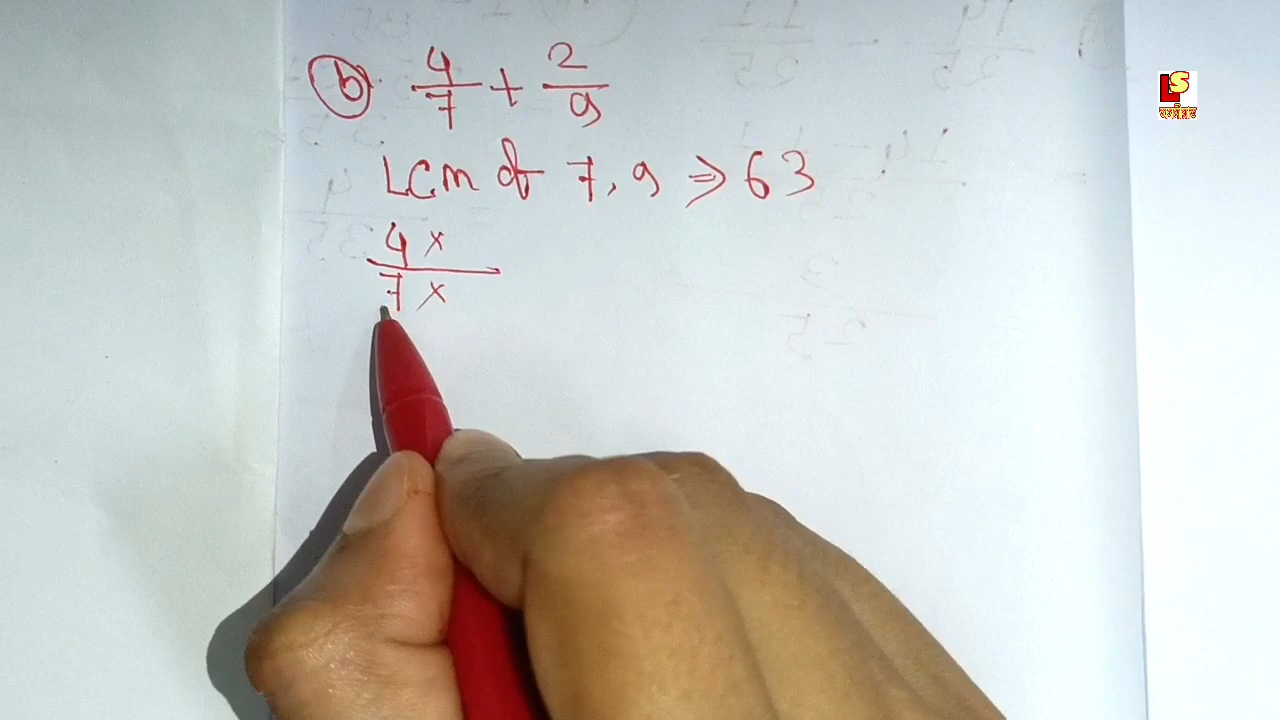 b) 4/7 + 2/9
LCM of 7, 9 ⇒ 63
4 ×
7 ×
LS